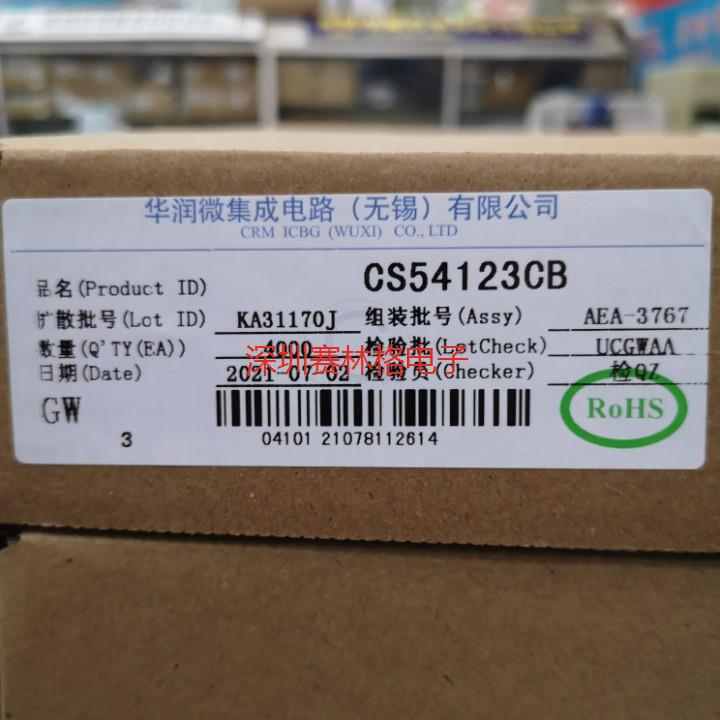 华润微集成电路（无锡）有限公司
CRM ICBG (WUXI) CO., LTD
品名(Product ID) CS54123CB
扩散批号(Lot ID) KA31170J 组装批号(Assy) AEA-3767
数量(Q'TY(EA)) 4000 检验批(LotCheck) UCGWAA
深圳赛林格电子
日期(Date) 2021-07-02 检验员(Checker) 检QZ
GW
3
04101 21078112614
RoHS